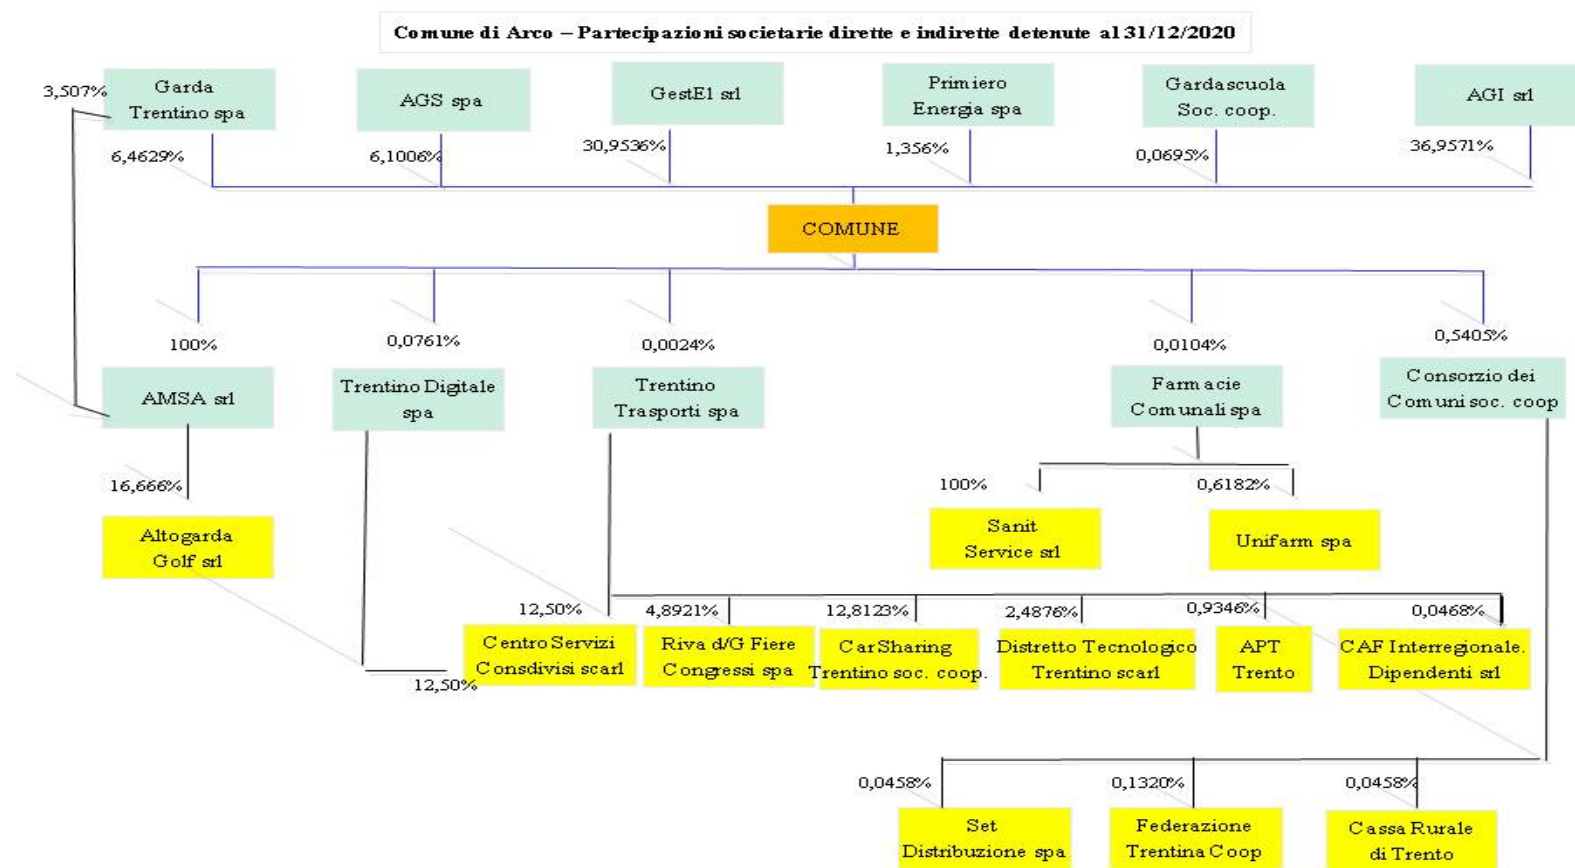 Comune di Arco – Partecipazioni societarie dirette e indirette detenute al 31/12/2020
3,507%
Garda
Trentino spa
AGS spa
GestEl srl
Primiero
Energia spa
Gardascuola
Soc. coop.
AGI srl
6,4629%
6,1006%
30,9536%
1,356%
0,0695%
36,9571%
COMUNE
100%
0,0761%
0,0024%
0,0104%
0,5405%
AMSA srl
Trentino Digitale
spa
Trentino
Trasporti spa
Farmacie
Comunali spa
Consorzio dei
Comuni soc. coop
16,666%
100%
0,6182%
Altogarda
Golf srl
Sanit
Service srl
Unifarm spa
12,50%
4,8921%
12,8123%
2,4876%
0,9346%
0,0468%
Centro Servizi
Consdivisi scarl
Riva d/G Fiere
Congressi spa
CarSharing
Trentino soc. coop.
Distretto Tecnologico
Trentino scarl
APT
Trento
CAF Interregionale.
Dipendenti srl
12,50%
0,0458%
0,1320%
0,0458%
Set
Distribuzione spa
Federazione
Trentina Coop
Cassa Rurale
di Trento